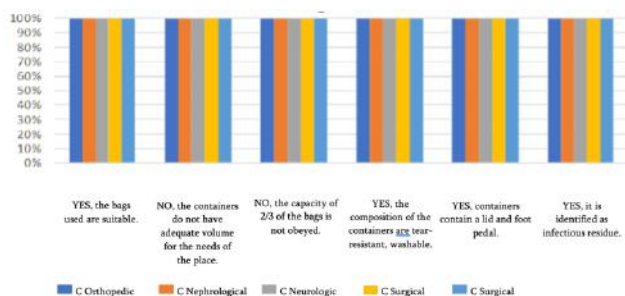 100%
90%
80%
70%
60%
50%
40%
30%
20%
10%
0%
YES, the bags
used are suitable.
NO, the containers
do not have
adequate volume
for the needs of
the place.
NO, the capacity of
2/3 of the bags is
not obeyed.
YES, the
composition of the
containers are tear-
resistant, washable.
YES, containers
contain a lid and foot
pedal.
YES, it is
identified as
infectious residue.
C Orthopedic C Nephrological C Neurologic C Surgical C Surgical